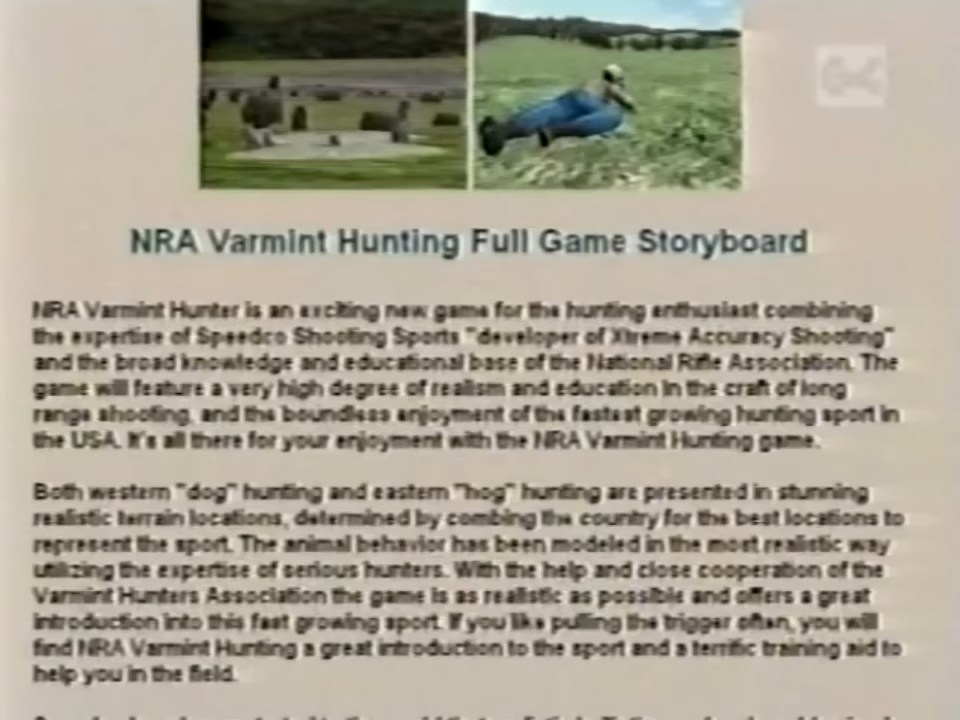 NRA Varmint Hunting Full Game Storyboard
NRA Varmint Hunter is an exciting new game for the hunting enthusiast combining
the expertise of Speedco Shooting Sports "developer of Xtreme Accuracy Shooting"
and the broad knowledge and educational base of the National Rifle Association. The
game will feature a very high degree of realism and education in the craft of long
range shooting, and the boundless enjoyment of the fastest growing hunting sport in
the USA. It's all there for your enjoyment with the NRA Varmint Hunting game.
Both western "dog" hunting and eastern "hog" hunting are presented in stunning
realistic terrain locations, determined by combing the country for the best locations to
represent the sport. The animal behavior has been modeled in the most realistic way
utilizing the expertise of serious hunters. With the help and close cooperation of the
Varmint Hunters Association the game is as realistic as possible and offers a great
introduction into this fast growing sport. If you like pulling the trigger often, you will
find NRA Varmint Hunting a great introduction to the sport and a terrific training aid to
help you in the field.